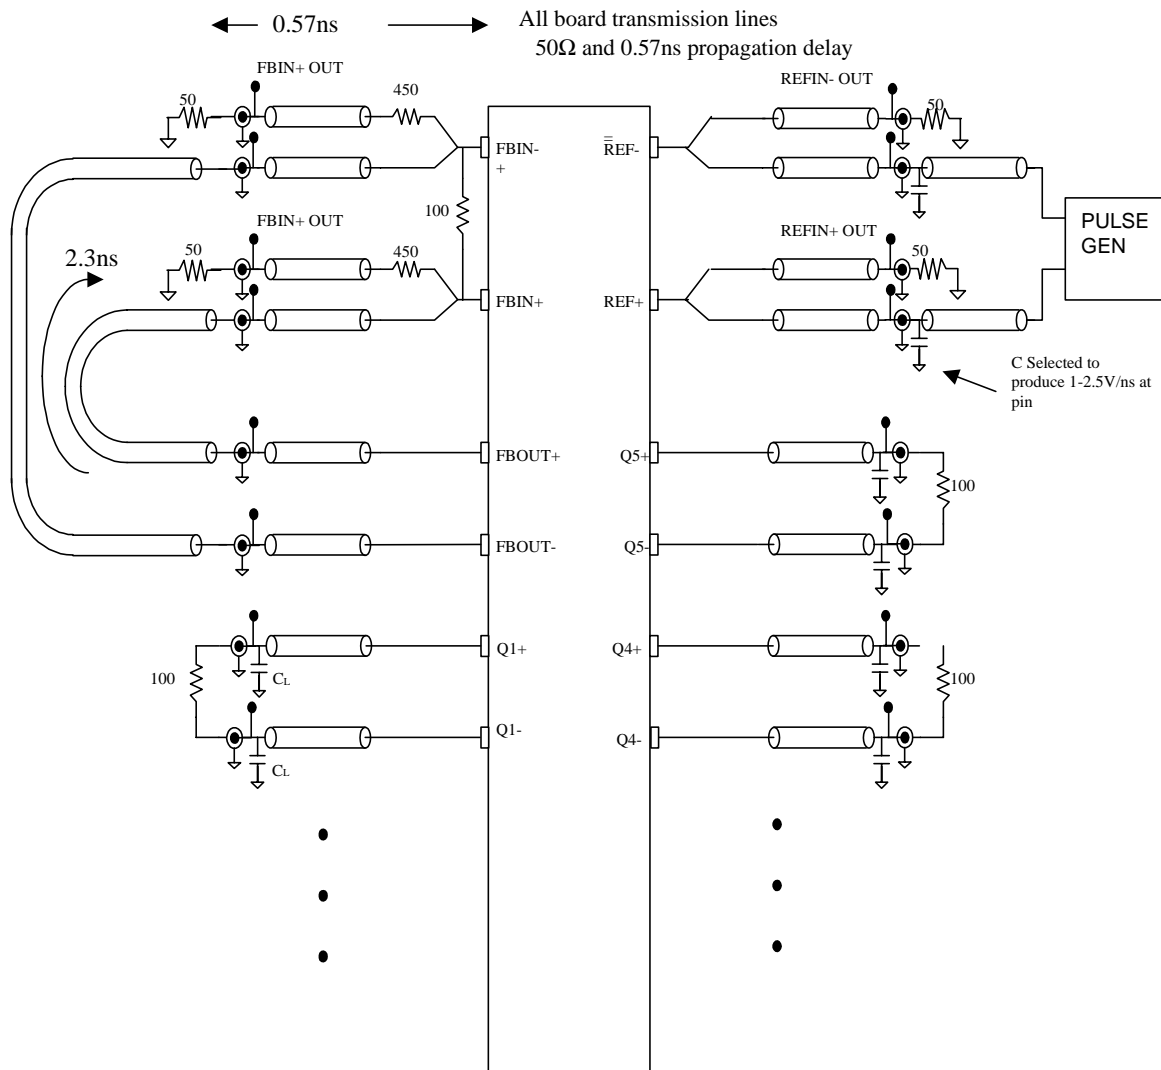 0.57ns
All board transmission lines
50Ω and 0.57ns propagation delay
FBIN+ OUT
50
450
REFIN- OUT
50
FBIN-
+
REF-
100
PULSE
GEN
FBIN+ OUT
50
450
REFIN+ OUT
50
2.3ns
FBIN+
REF+
C Selected to
produce 1-2.5V/ns at
pin
FBOUT+
Q5+
100
FBOUT-
Q5-
Q1+
Q4+
100
CL
100
Q1-
Q4-
CL